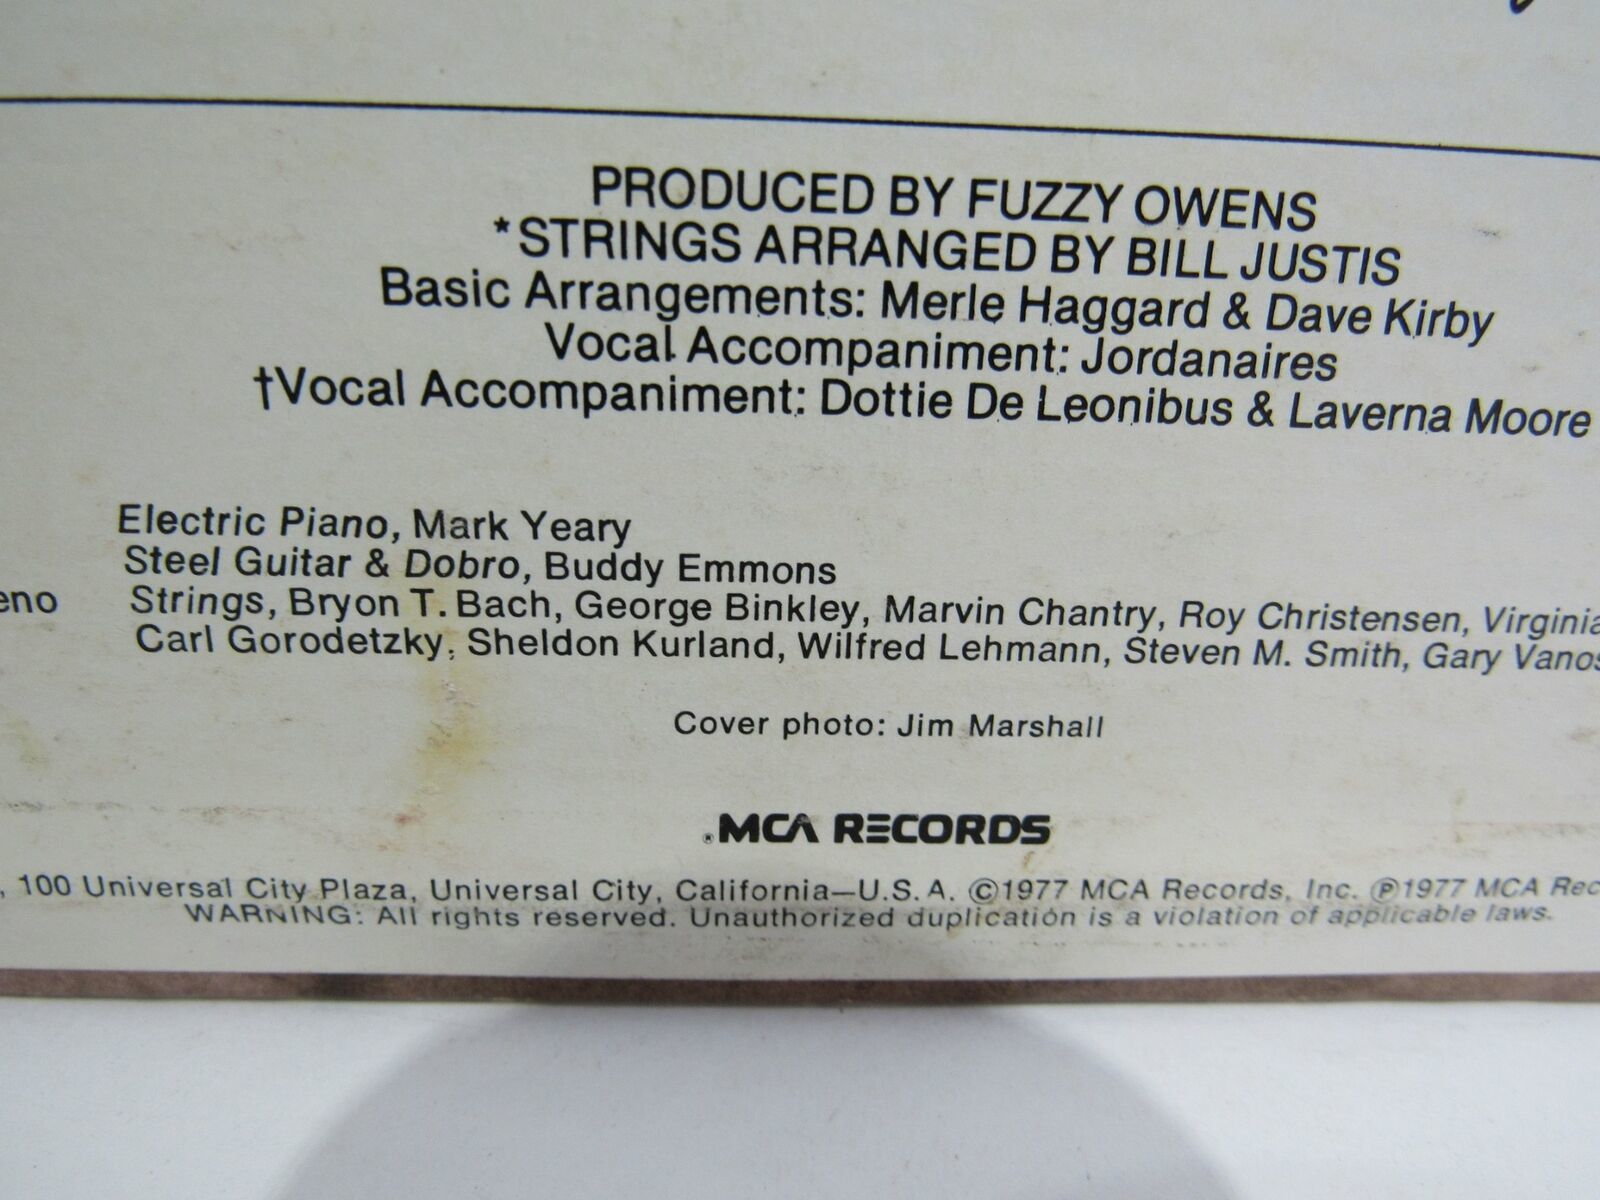 PRODUCED BY FUZZY OWENS
*STRINGS ARRANGED BY BILL JUSTIS
Basic Arrangements: Merle Haggard & Dave Kirby
Vocal Accompaniment: Jordanaires
†Vocal Accompaniment: Dottie De Leonibus & Laverna Moore
Electric Piano, Mark Yeary
Steel Guitar & Dobro, Buddy Emmons
eno Strings, Bryon T. Bach, George Binkley, Marvin Chantry, Roy Christensen, Virginia
Carl Gorodetzky, Sheldon Kurland, Wilfred Lehmann, Steven M. Smith, Gary Vanos
Cover photo: Jim Marshall
MCA RECORDS
, 100 Universal City Plaza, Universal City, California—U.S.A. ©1977 MCA Records, Inc. ℗1977 MCA Rec
WARNING: All rights reserved. Unauthorized duplication is a violation of applicable laws.